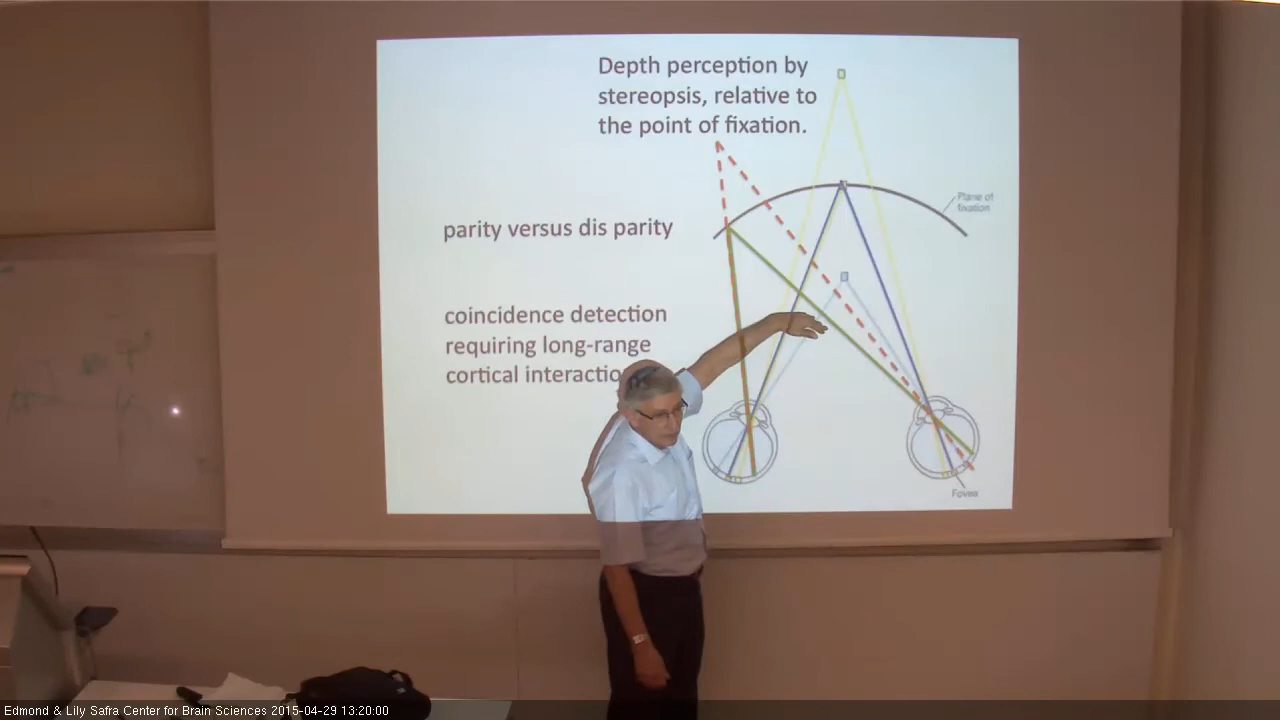 Depth perception by
stereopsis, relative to
the point of fixation.
Plane of
fixation
parity versus dis parity
coincidence detection
requiring long-range
cortical interactio
Fovea
Edmond & Lily Safra Center for Brain Sciences 2015-04-29 13:20:00